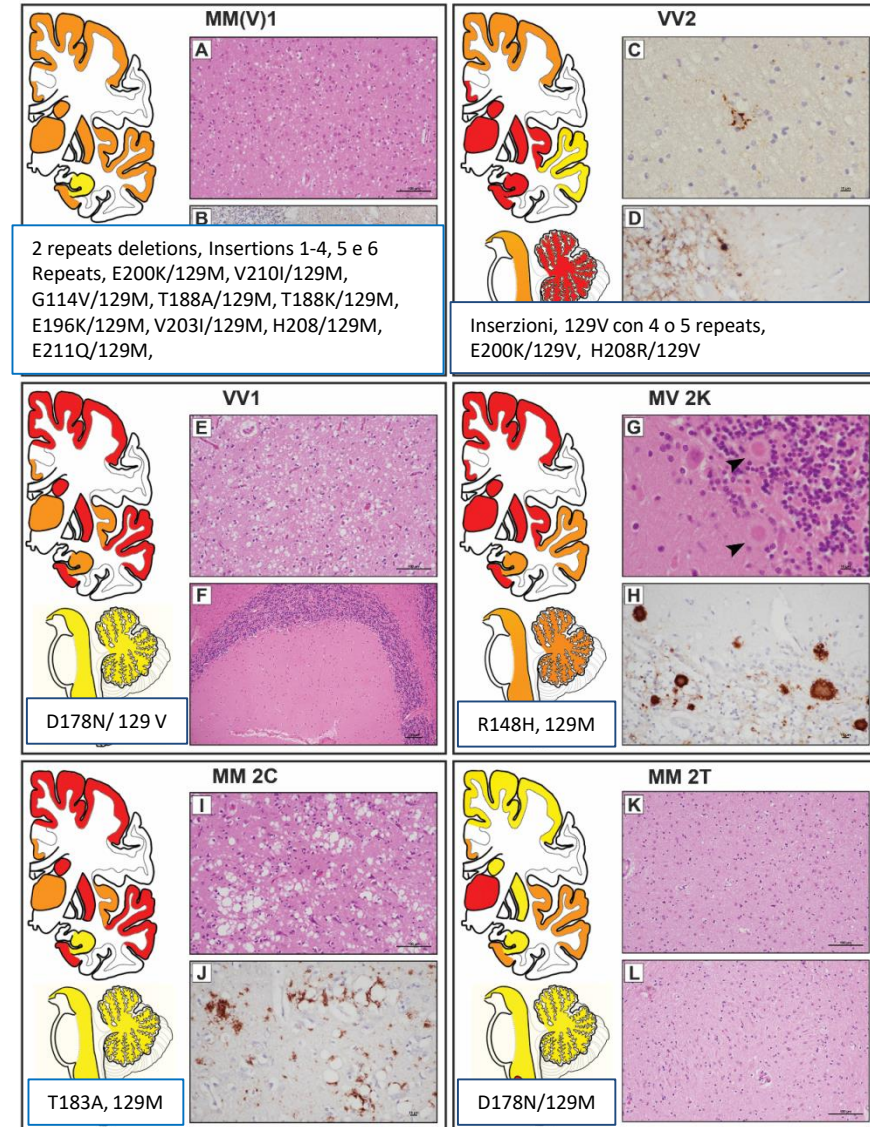 MM(V)1
A
B
2 repeats deletions, Insertions 1-4, 5 e 6
Repeats, E200K/129M, V210I/129M,
G114V/129M, T188A/129M, T188K/129M,
E196K/129M, V203I/129M, H208/129M,
E211Q/129M,
VV2
C
D
Inserzioni, 129V con 4 o 5 repeats,
E200K/129V, H208R/129V
VV1
E
F
D178N/ 129 V
MV 2K
G
H
R148H, 129M
MM 2C
I
J
T183A, 129M
MM 2T
K
L
D178N/129M